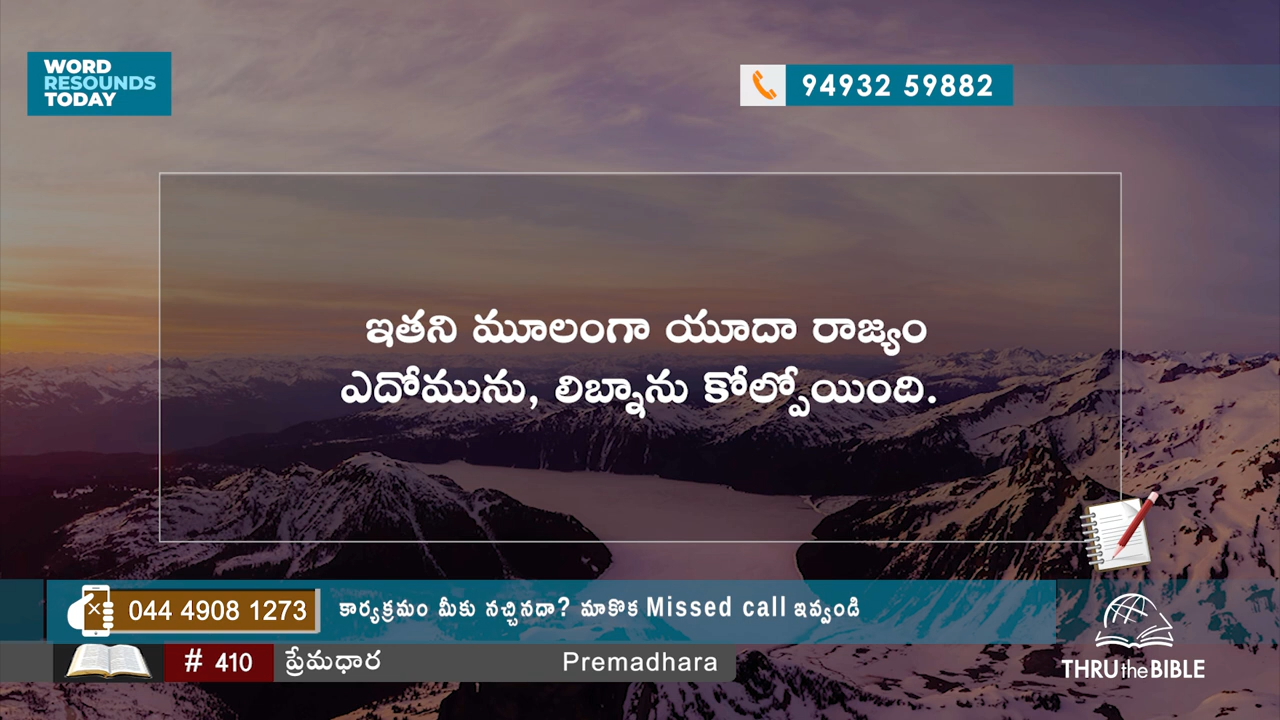 WORD
RESOUNDS
TODAY
94932 59882
ఇతని మూలంగా యూదా రాజ్యం
ఎదోమును, లిబ్నాను కోల్పోయింది.
044 4908 1273
కార్యక్రమం మీకు నచ్చినదా? మాకొక Missed call ఇవ్వండి
# 410 ప్రేమధార Premadhara
THRU the BIBLE